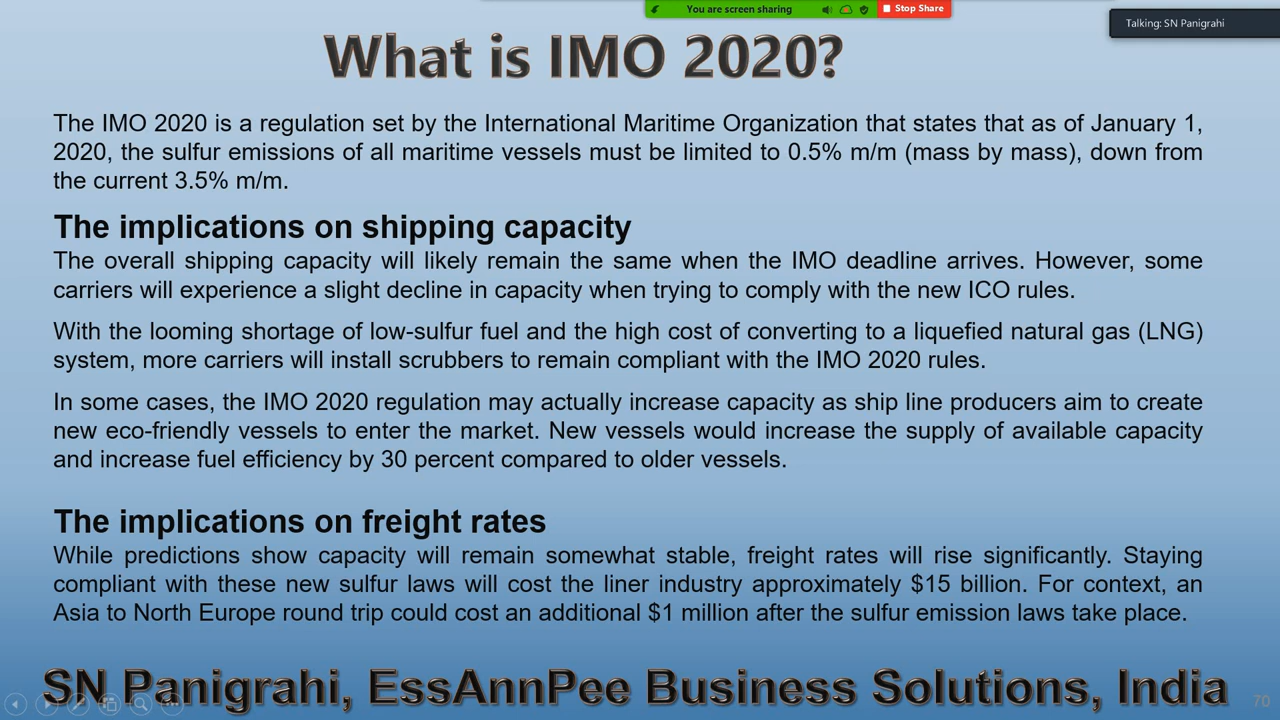 You are screen sharing
Stop Share
Talking: SN Panigrahi
What is IMO 2020?
The IMO 2020 is a regulation set by the International Maritime Organization that states that as of January 1,
2020, the sulfur emissions of all maritime vessels must be limited to 0.5% m/m (mass by mass), down from
the current 3.5% m/m.
The implications on shipping capacity
The overall shipping capacity will likely remain the same when the IMO deadline arrives. However, some
carriers will experience a slight decline in capacity when trying to comply with the new ICO rules.
With the looming shortage of low-sulfur fuel and the high cost of converting to a liquefied natural gas (LNG)
system, more carriers will install scrubbers to remain compliant with the IMO 2020 rules.
In some cases, the IMO 2020 regulation may actually increase capacity as ship line producers aim to create
new eco-friendly vessels to enter the market. New vessels would increase the supply of available capacity
and increase fuel efficiency by 30 percent compared to older vessels.
The implications on freight rates
While predictions show capacity will remain somewhat stable, freight rates will rise significantly. Staying
compliant with these new sulfur laws will cost the liner industry approximately $15 billion. For context, an
Asia to North Europe round trip could cost an additional $1 million after the sulfur emission laws take place.
SN Panigrahi, EssAnnPee Business Solutions, India
70